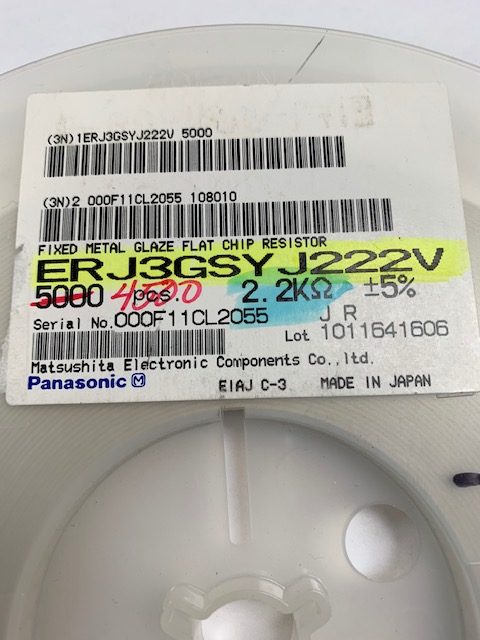 (3N)1ERJ3GSYJ222V 5000
(3N)2 000F11CL2055 108010
FIXED METAL GLAZE FLAT CHIP RESISTOR
ERJ3GSYJ222V
5000 4500 pcs. 2.2KΩ ±5%
Serial No.000F11CL2055 J R
Lot 1011641606
Matsushita Electronic Components Co.,ltd.
Panasonic M EIAJ C-3 MADE IN JAPAN